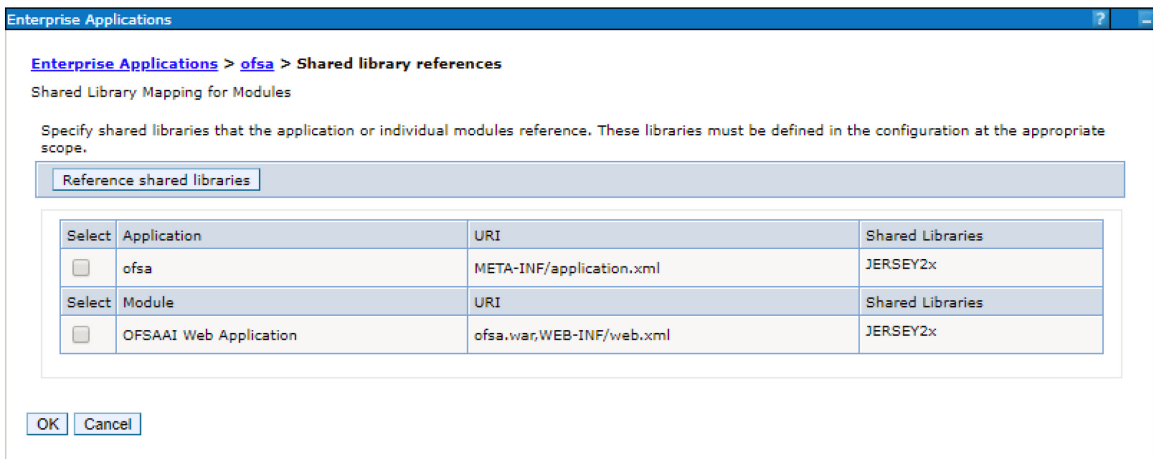 Enterprise Applications ? –
Enterprise Applications > ofsa > Shared library references
Shared Library Mapping for Modules
Specify shared libraries that the application or individual modules reference. These libraries must be defined in the configuration at the appropriate
scope.
Reference shared libraries
Select Application URI Shared Libraries
ofsa META-INF/application.xml JERSEY2x
Select Module URI Shared Libraries
OFSAAI Web Application ofsa.war,WEB-INF/web.xml JERSEY2x
OK Cancel